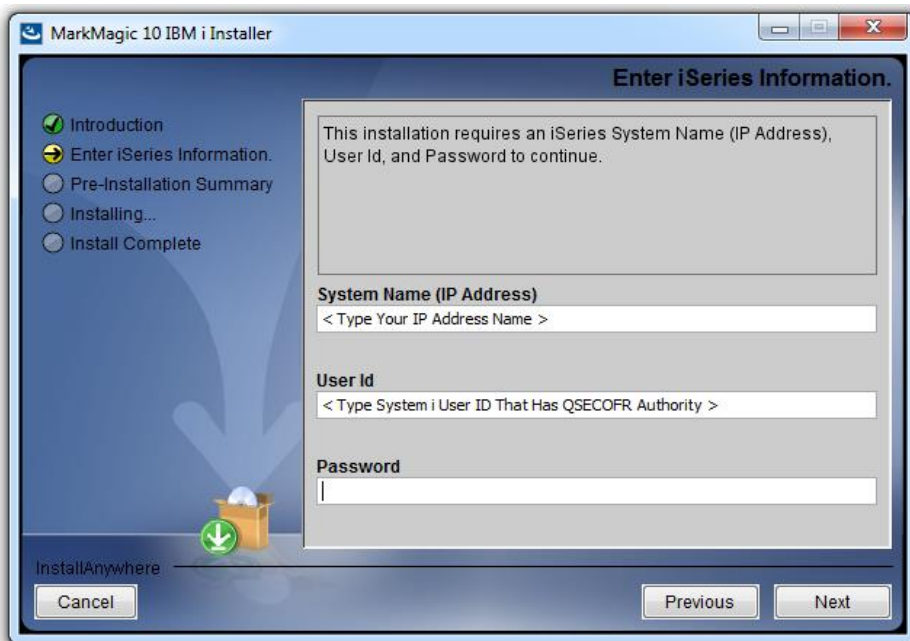 MarkMagic 10 IBM i Installer
Enter iSeries Information.
Introduction
Enter iSeries Information.
Pre-Installation Summary
Installing...
Install Complete
This installation requires an iSeries System Name (IP Address),
User Id, and Password to continue.
System Name (IP Address)
< Type Your IP Address Name >
User Id
< Type System i User ID That Has QSECOFR Authority >
Password
InstallAnywhere
Cancel
Previous
Next